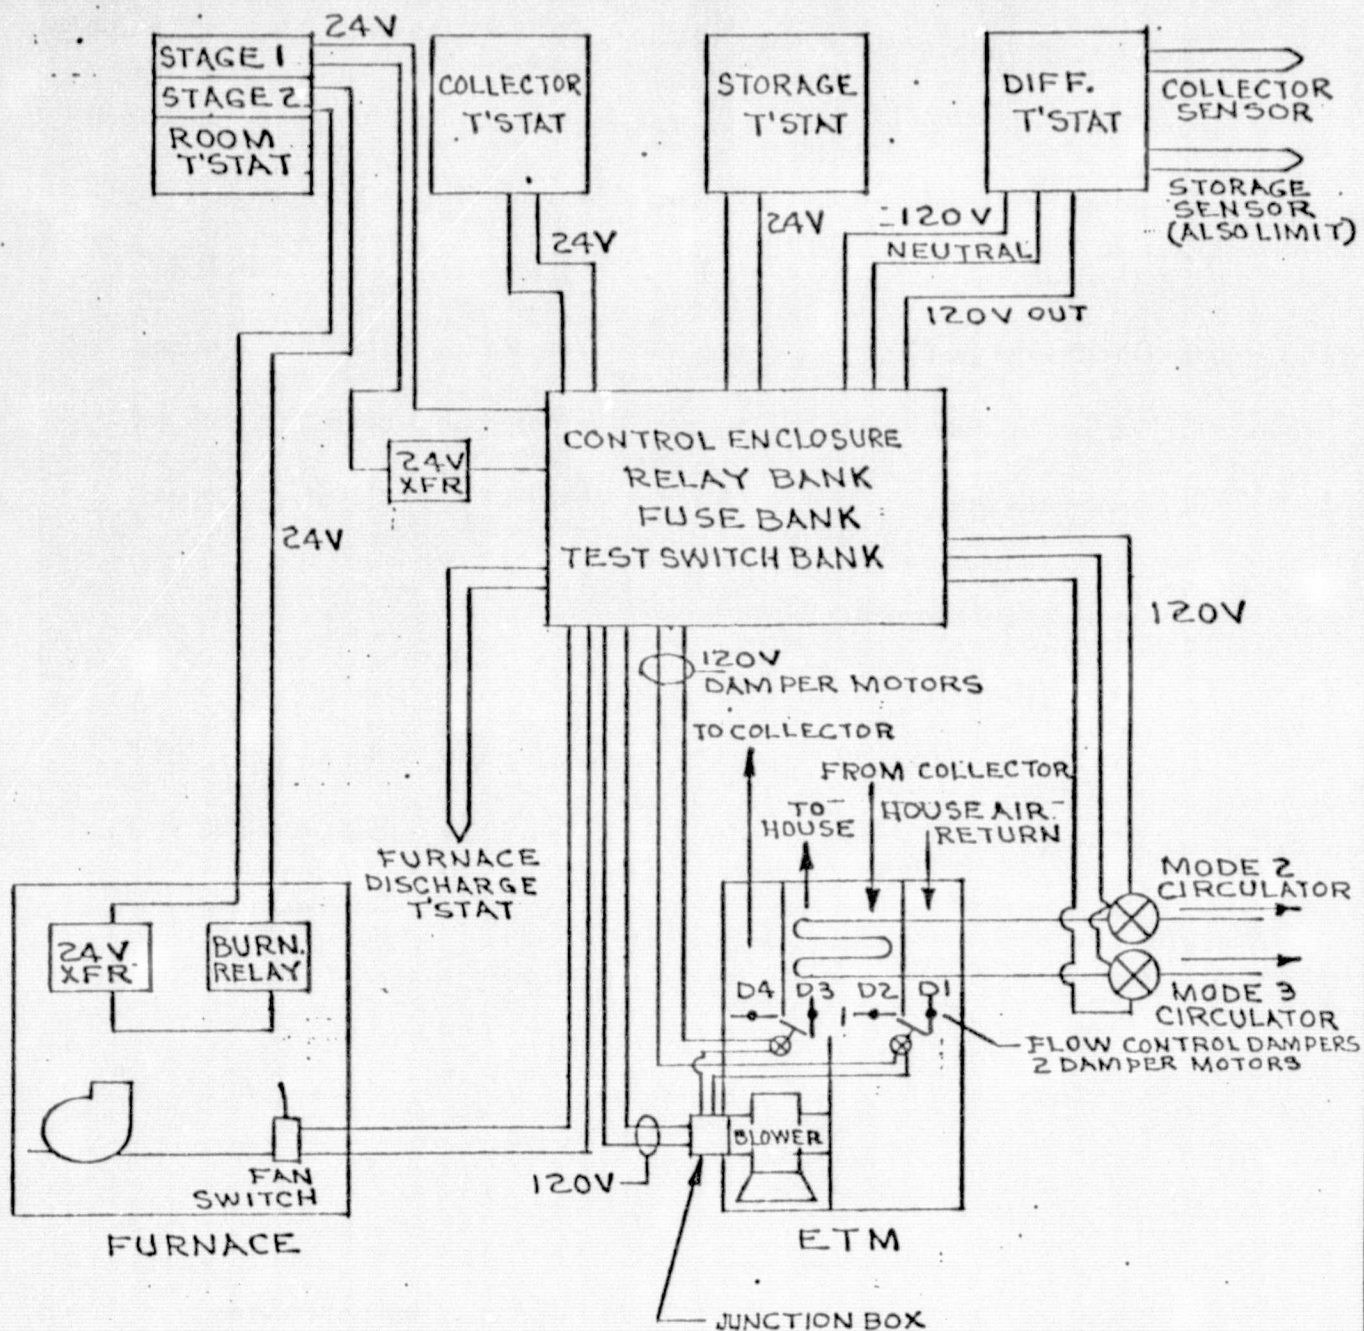 24V
STAGE 1
STAGE 2
ROOM
T'STAT
COLLECTOR
T'STAT
24V
STORAGE
T'STAT
24V
DIFF.
T'STAT
COLLECTOR
SENSOR
STORAGE
SENSOR
(ALSO LIMIT)
120V
NEUTRAL
120V OUT
24V
XFR
24V
CONTROL ENCLOSURE
RELAY BANK
FUSE BANK
TEST SWITCH BANK
120V
120V
DAMPER MOTORS
TO COLLECTOR
FROM COLLECTOR
TO
HOUSE
HOUSE AIR
RETURN
FURNACE
DISCHARGE
T'STAT
MODE 2
CIRCULATOR
MODE 3
CIRCULATOR
24V
XFR
BURN.
RELAY
D4 D3 D2 D1
FLOW CONTROL DAMPERS
2 DAMPER MOTORS
FAN
SWITCH
120V
BLOWER
FURNACE
ETM
JUNCTION BOX